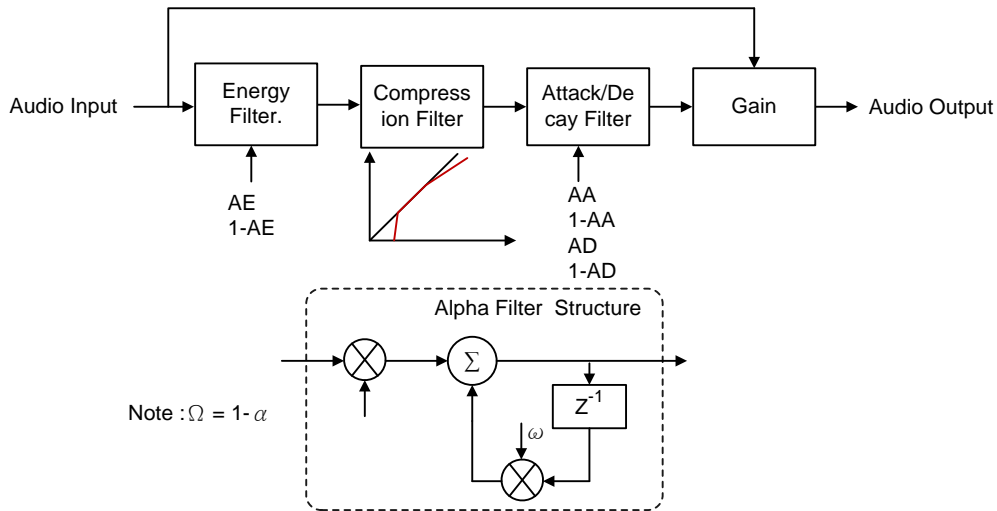 Energy
Filter.
Compress
ion Filter
Attack/De
cay Filter
Gain
Audio Input
Audio Output
AE
1-AE
AA
1-AA
AD
1-AD
Alpha Filter Structure
Σ
Z⁻¹
ω
Note : Ω = 1- α